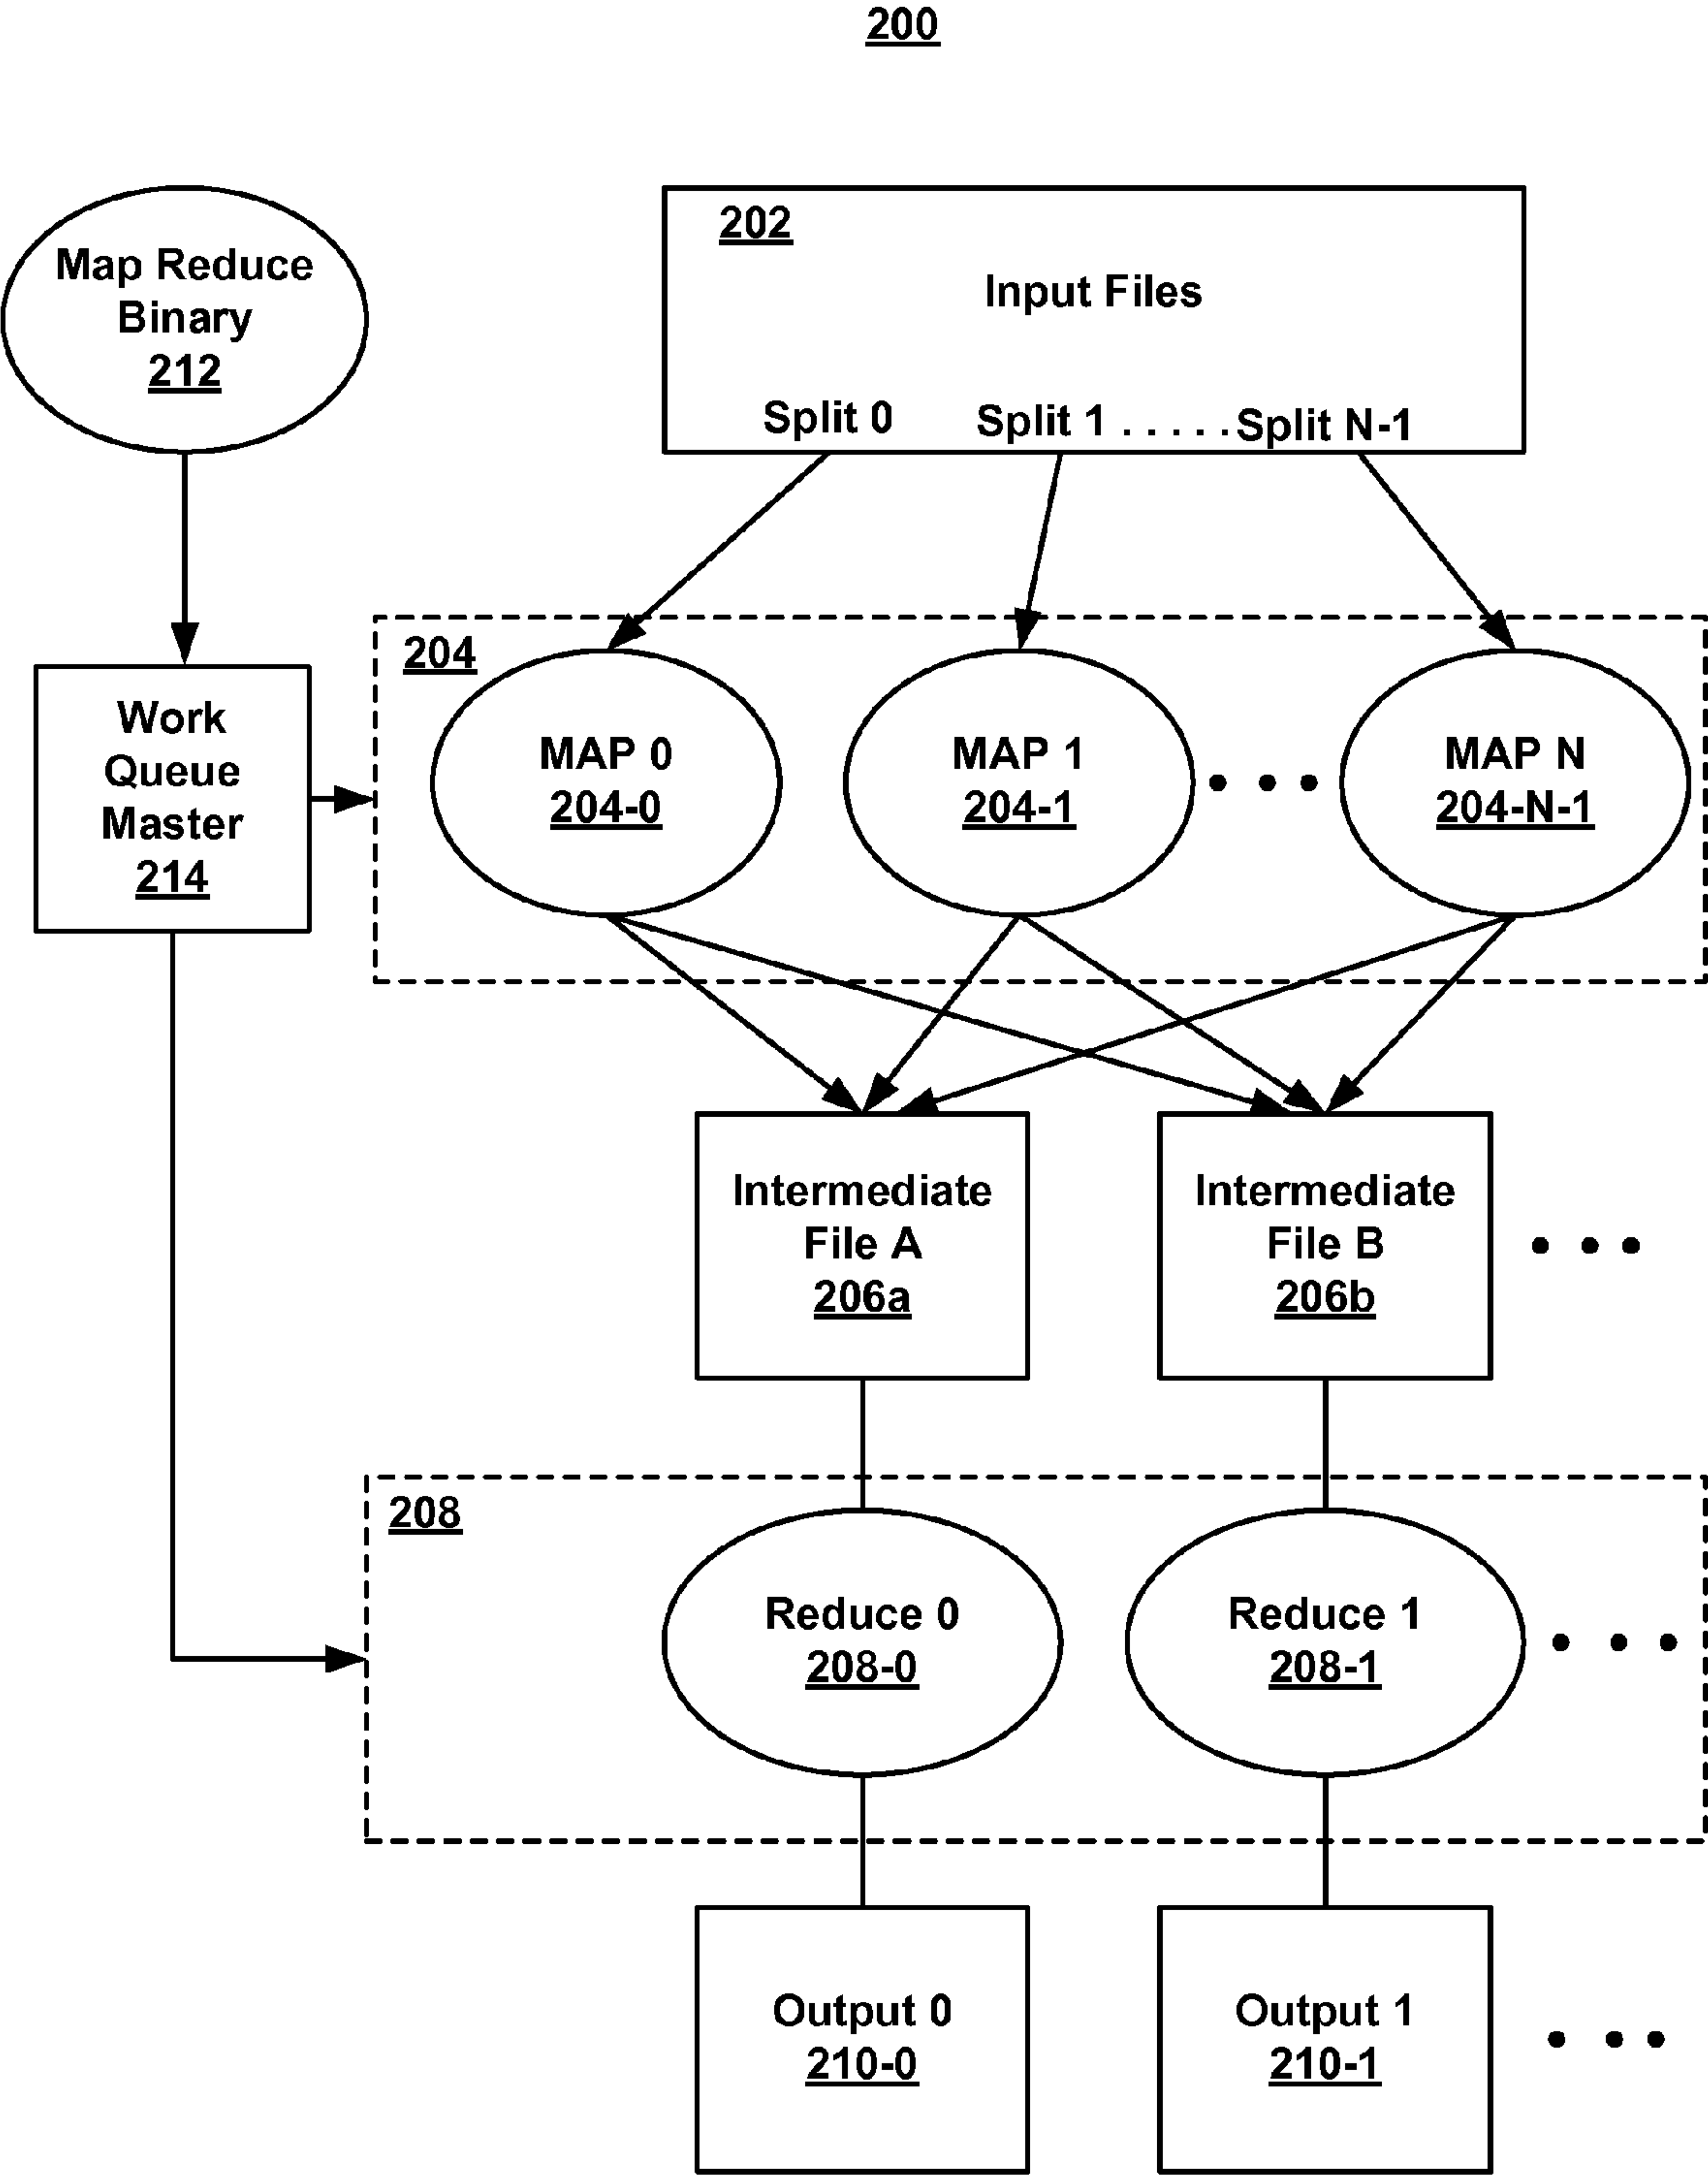 200
Map Reduce
Binary
212
202
Input Files
Split 0 Split 1 . . . . . Split N-1
204
Work
Queue
Master
214
MAP 0
204-0
MAP 1
204-1
MAP N
204-N-1
Intermediate
File A
206a
Intermediate
File B
206b
208
Reduce 0
208-0
Reduce 1
208-1
Output 0
210-0
Output 1
210-1